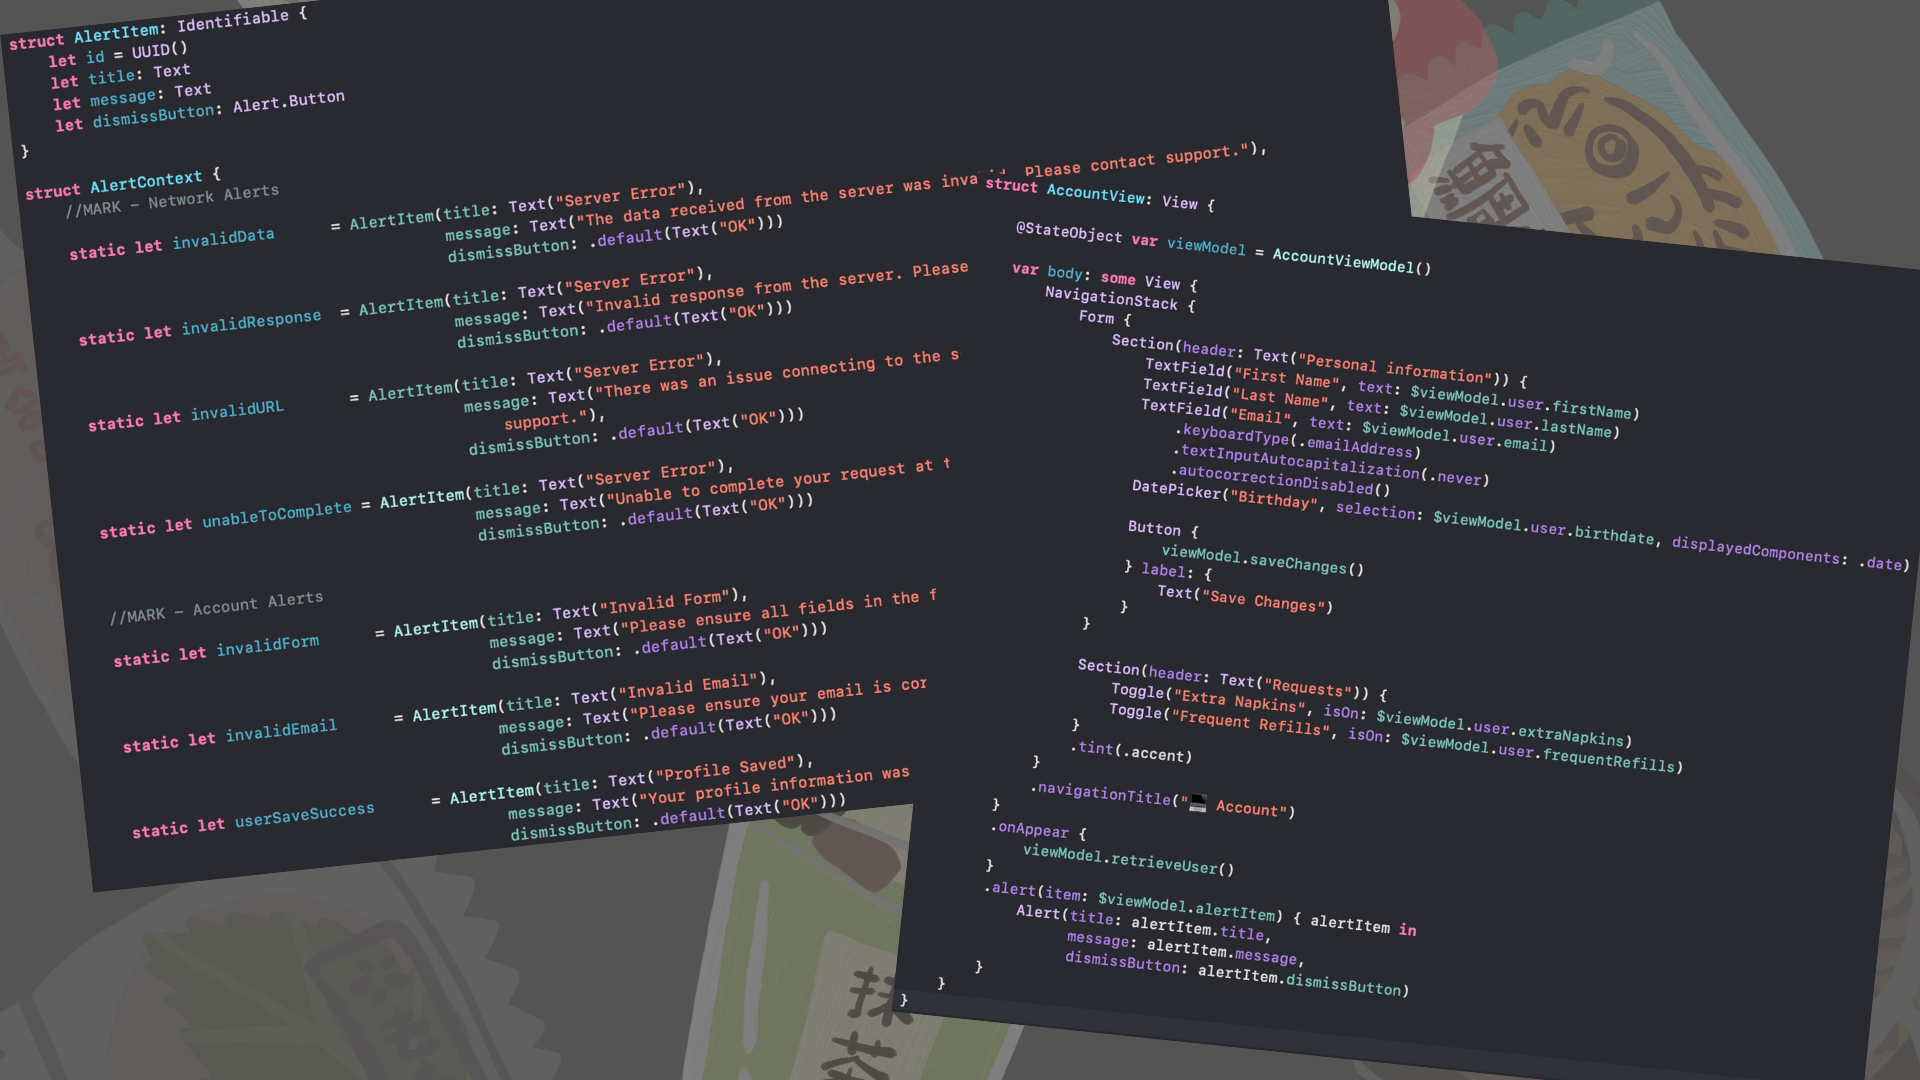 struct AlertItem: Identifiable {
let id = UUID()
let title: Text
let message: Text
let dismissButton: Alert.Button
}
struct AlertContext {
//MARK – Network Alerts
static let invalidData = AlertItem(title: Text("Server Error"),
message: Text("The data received from the server was Please contact support."),
dismissButton: .default(Text("OK")))
static let invalidResponse = AlertItem(title: Text("Server Error"),
message: Text("Invalid response from the server. Please
dismissButton: .default(Text("OK")))
static let invalidURL = AlertItem(title: Text("Server Error"),
message: Text("There was an issue connecting to the s
support."),
dismissButton: .default(Text("OK")))
static let unableToComplete = AlertItem(title: Text("Server Error"),
message: Text("Unable to complete your request at t
dismissButton: .default(Text("OK")))
//MARK – Account Alerts
static let invalidForm = AlertItem(title: Text("Invalid Form"),
message: Text("Please ensure all fields in the f
dismissButton: .default(Text("OK")))
static let invalidEmail = AlertItem(title: Text("Invalid Email"),
message: Text("Please ensure your email is cor
dismissButton: .default(Text("OK")))
static let userSaveSuccess = AlertItem(title: Text("Profile Saved"),
message: Text("Your profile information was
dismissButton: .default(Text("OK")))
struct AccountView: View {
@StateObject var viewModel = AccountViewModel()
var body: some View {
NavigationStack {
Form {
Section(header: Text("Personal information")) {
TextField("First Name", text: $viewModel.user.firstName)
TextField("Last Name", text: $viewModel.user.lastName)
TextField("Email", text: $viewModel.user.email)
.keyboardType(.emailAddress)
.textInputAutocapitalization(.never)
.autocorrectionDisabled()
DatePicker("Birthday", selection: $viewModel.user.birthdate, displayedComponents: .date)
Button {
viewModel.saveChanges()
} label: {
Text("Save Changes")
}
}
Section(header: Text("Requests")) {
Toggle("Extra Napkins", isOn: $viewModel.user.extraNapkins)
Toggle("Frequent Refills", isOn: $viewModel.user.frequentRefills)
}
.tint(.accent)
}
.navigationTitle("💻 Account")
}
.onAppear {
viewModel.retrieveUser()
}
.alert(item: $viewModel.alertItem) { alertItem in
Alert(title: alertItem.title,
message: alertItem.message,
dismissButton: alertItem.dismissButton)
}
}
}
鯛
抹
茶